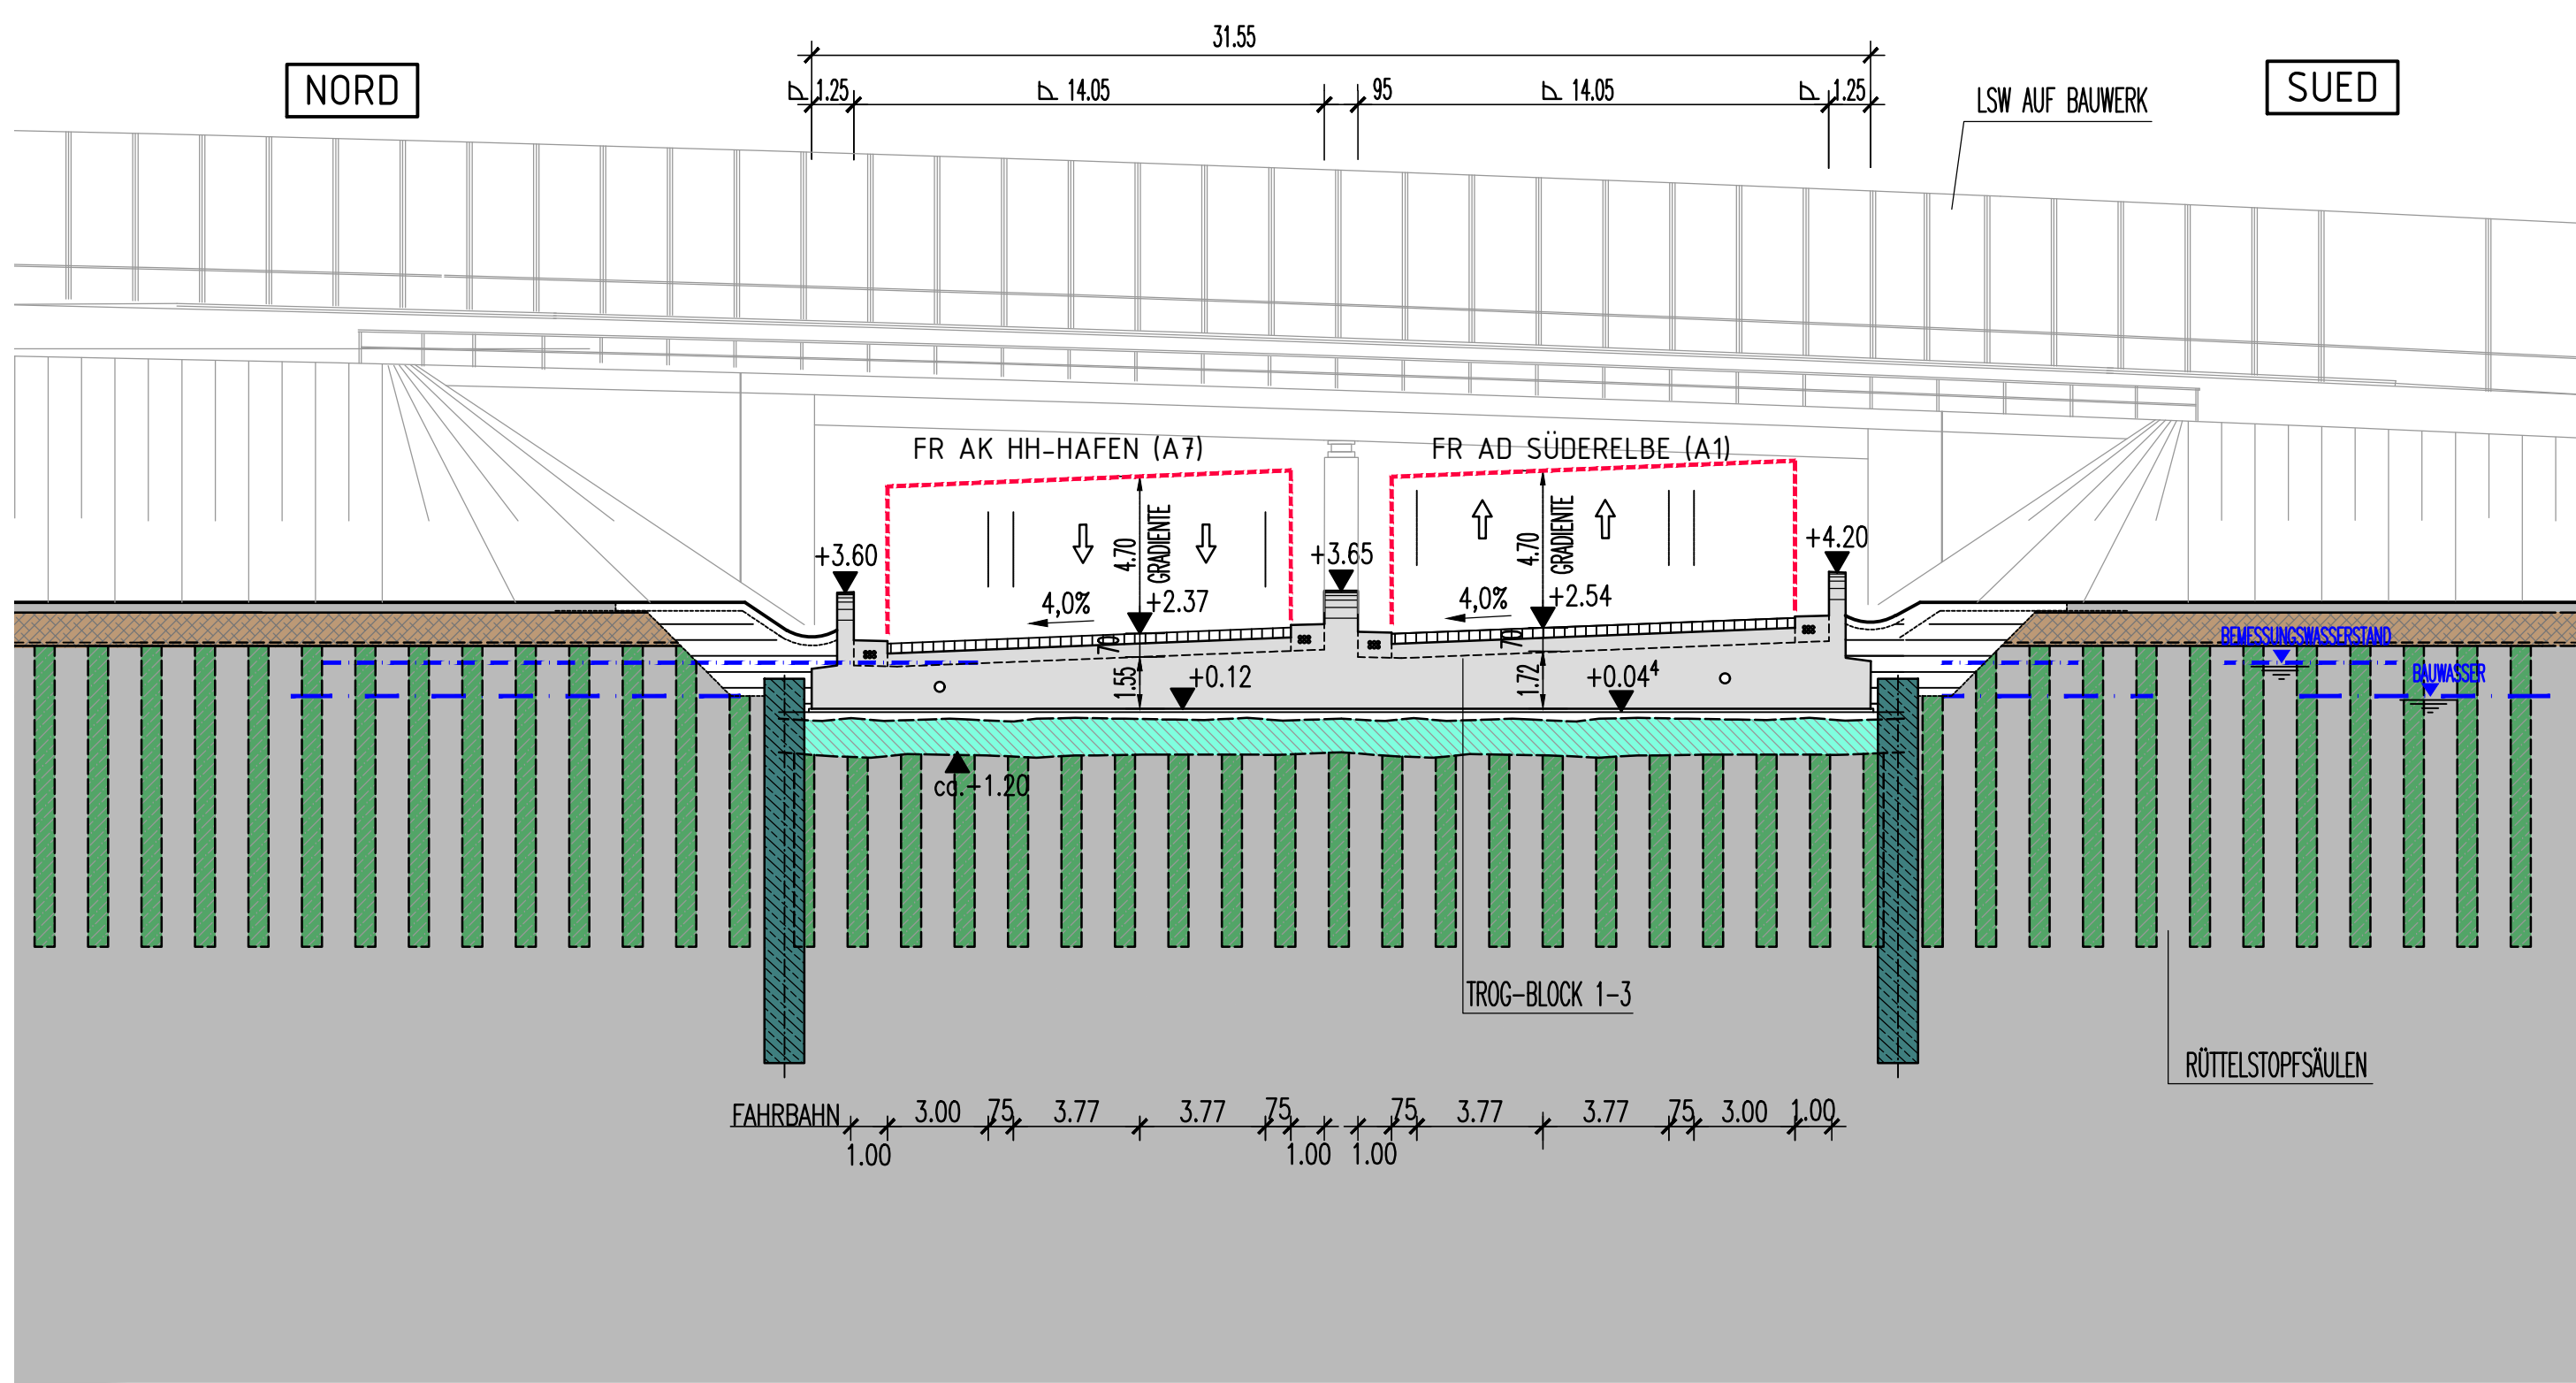 31.55
NORD
SUED
1.25
14.05
95
14.05
1.25
LSW AUF BAUWERK
FR AK HH-HAFEN (A7)
FR AD SÜDERELBE (A1)
4.70
GRADIENTE
4.70
GRADIENTE
+3.60
+3.65
+4.20
4,0%
+2.37
4,0%
+2.54
70
70
BEMESSUNGSWASSERSTAND
BAUWASSER
1.55
+0.12
1.72
+0.04⁴
ca.-1.20
TROG-BLOCK 1-3
RÜTTELSTOPFSÄULEN
FAHRBAHN
3.00
75
3.77
3.77
75
75
3.77
3.77
75
3.00
1.00
1.00
1.00
1.00